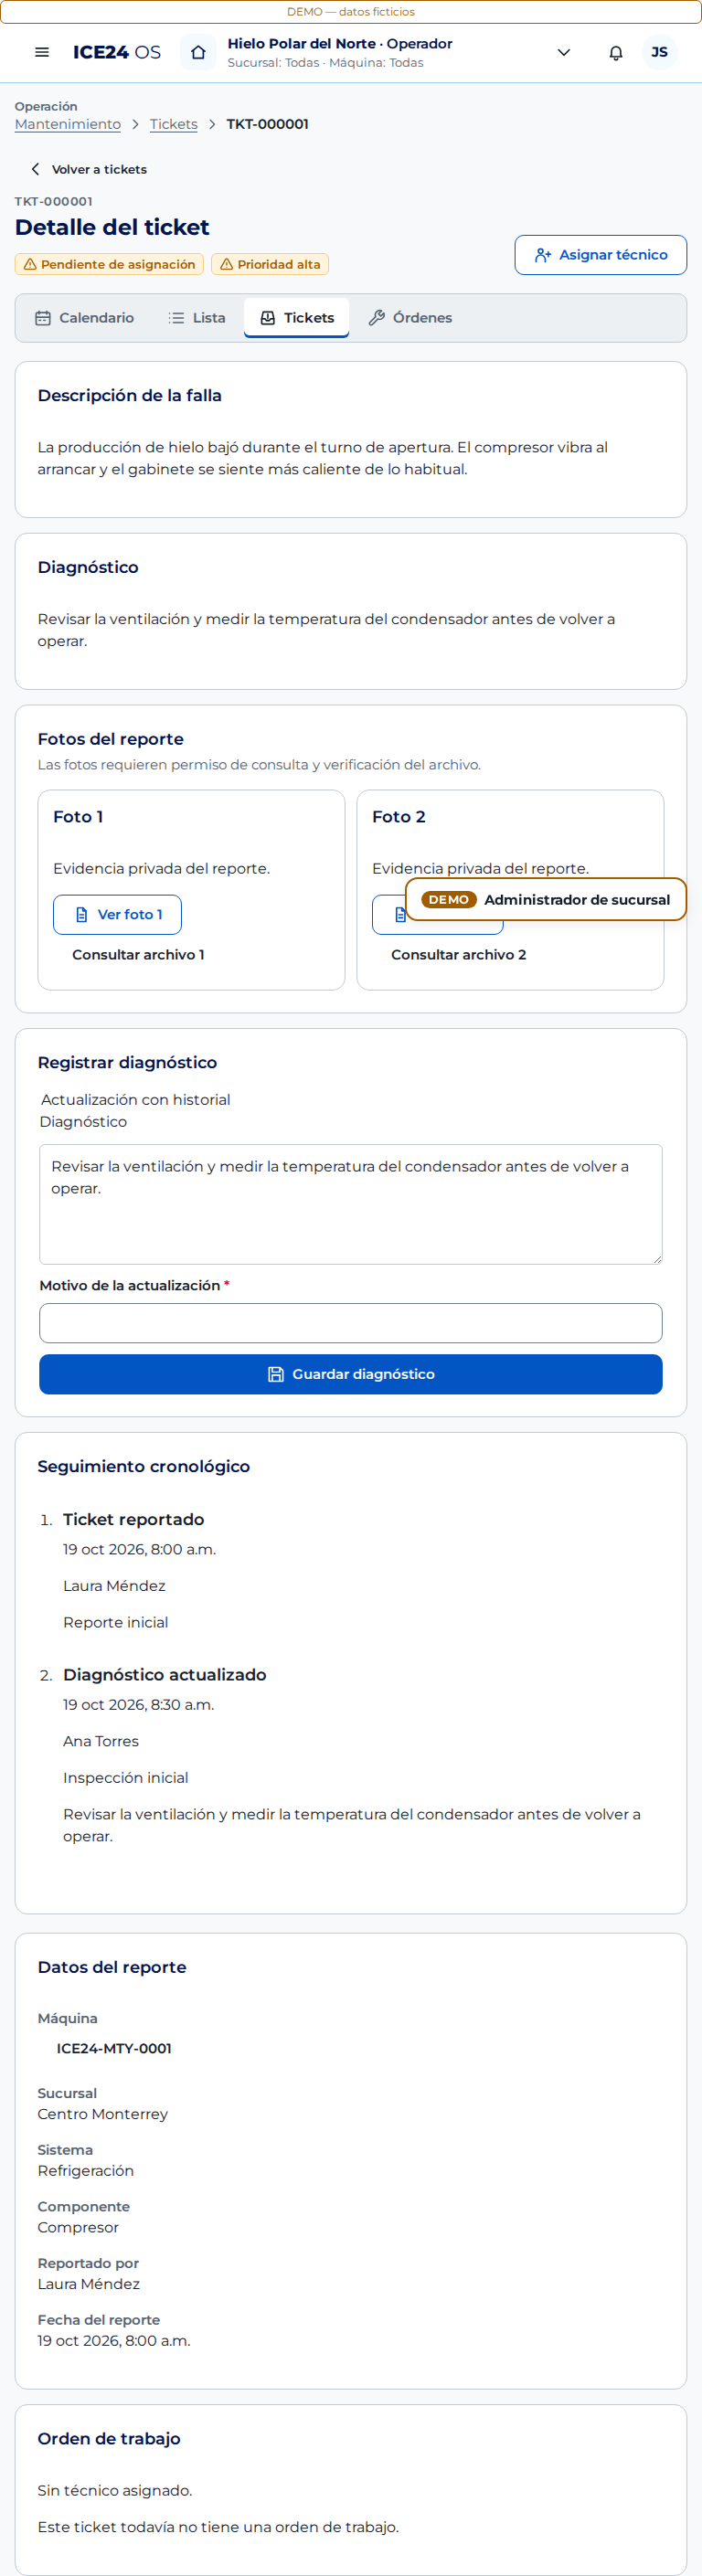 DEMO — datos ficticios
ICE24 OS
Hielo Polar del Norte · Operador
Sucursal: Todas · Máquina: Todas
JS
Operación
Mantenimiento > Tickets > TKT-000001
Volver a tickets
TKT-000001
Detalle del ticket
Pendiente de asignación
Prioridad alta
Asignar técnico
Calendario
Lista
Tickets
Órdenes
Descripción de la falla
La producción de hielo bajó durante el turno de apertura. El compresor vibra al
arrancar y el gabinete se siente más caliente de lo habitual.
Diagnóstico
Revisar la ventilación y medir la temperatura del condensador antes de volver a
operar.
Fotos del reporte
Las fotos requieren permiso de consulta y verificación del archivo.
Foto 1
Evidencia privada del reporte.
Ver foto 1
Consultar archivo 1
Foto 2
Evidencia privada del reporte.
DEMO Administrador de sucursal
Consultar archivo 2
Registrar diagnóstico
Actualización con historial
Diagnóstico
Revisar la ventilación y medir la temperatura del condensador antes de volver a
operar.
Motivo de la actualización *
Guardar diagnóstico
Seguimiento cronológico
1. Ticket reportado
19 oct 2026, 8:00 a.m.
Laura Méndez
Reporte inicial
2. Diagnóstico actualizado
19 oct 2026, 8:30 a.m.
Ana Torres
Inspección inicial
Revisar la ventilación y medir la temperatura del condensador antes de volver a
operar.
Datos del reporte
Máquina
ICE24-MTY-0001
Sucursal
Centro Monterrey
Sistema
Refrigeración
Componente
Compresor
Reportado por
Laura Méndez
Fecha del reporte
19 oct 2026, 8:00 a.m.
Orden de trabajo
Sin técnico asignado.
Este ticket todavía no tiene una orden de trabajo.